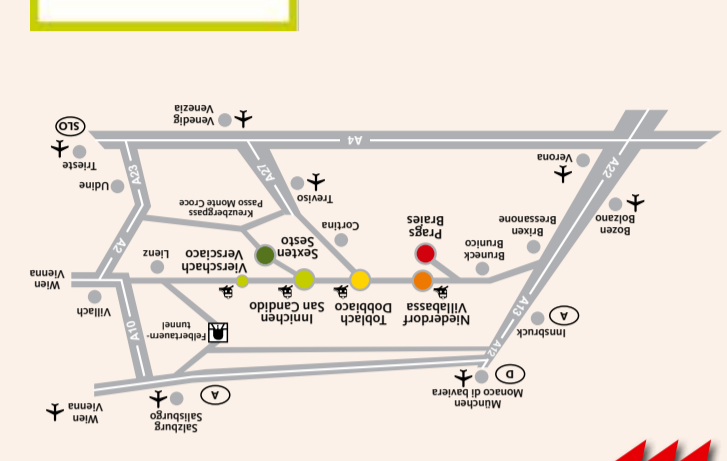 Salzburg
Salisburgo
Wien
Vienna
A
München
Monaco di baviera
D
A12
A10
Felbertauern-
tunnel
Innsbruck
A
A13
Villach
Niederdorf
Villabassa
Toblach
Dobbiaco
Innichen
San Candido
Wien
Vienna
Vierschach
Versciaco
Lienz
Bruneck
Brunico
Sexten
Sesto
A2
Prags
Braies
Cortina
Brixen
Bressanone
Bozen
Bolzano
Kreuzbergpass
Passo Monte Croce
Treviso
Udine
A22
A27
A23
Verona
Trieste
A4
SLO
Venedig
Venezia